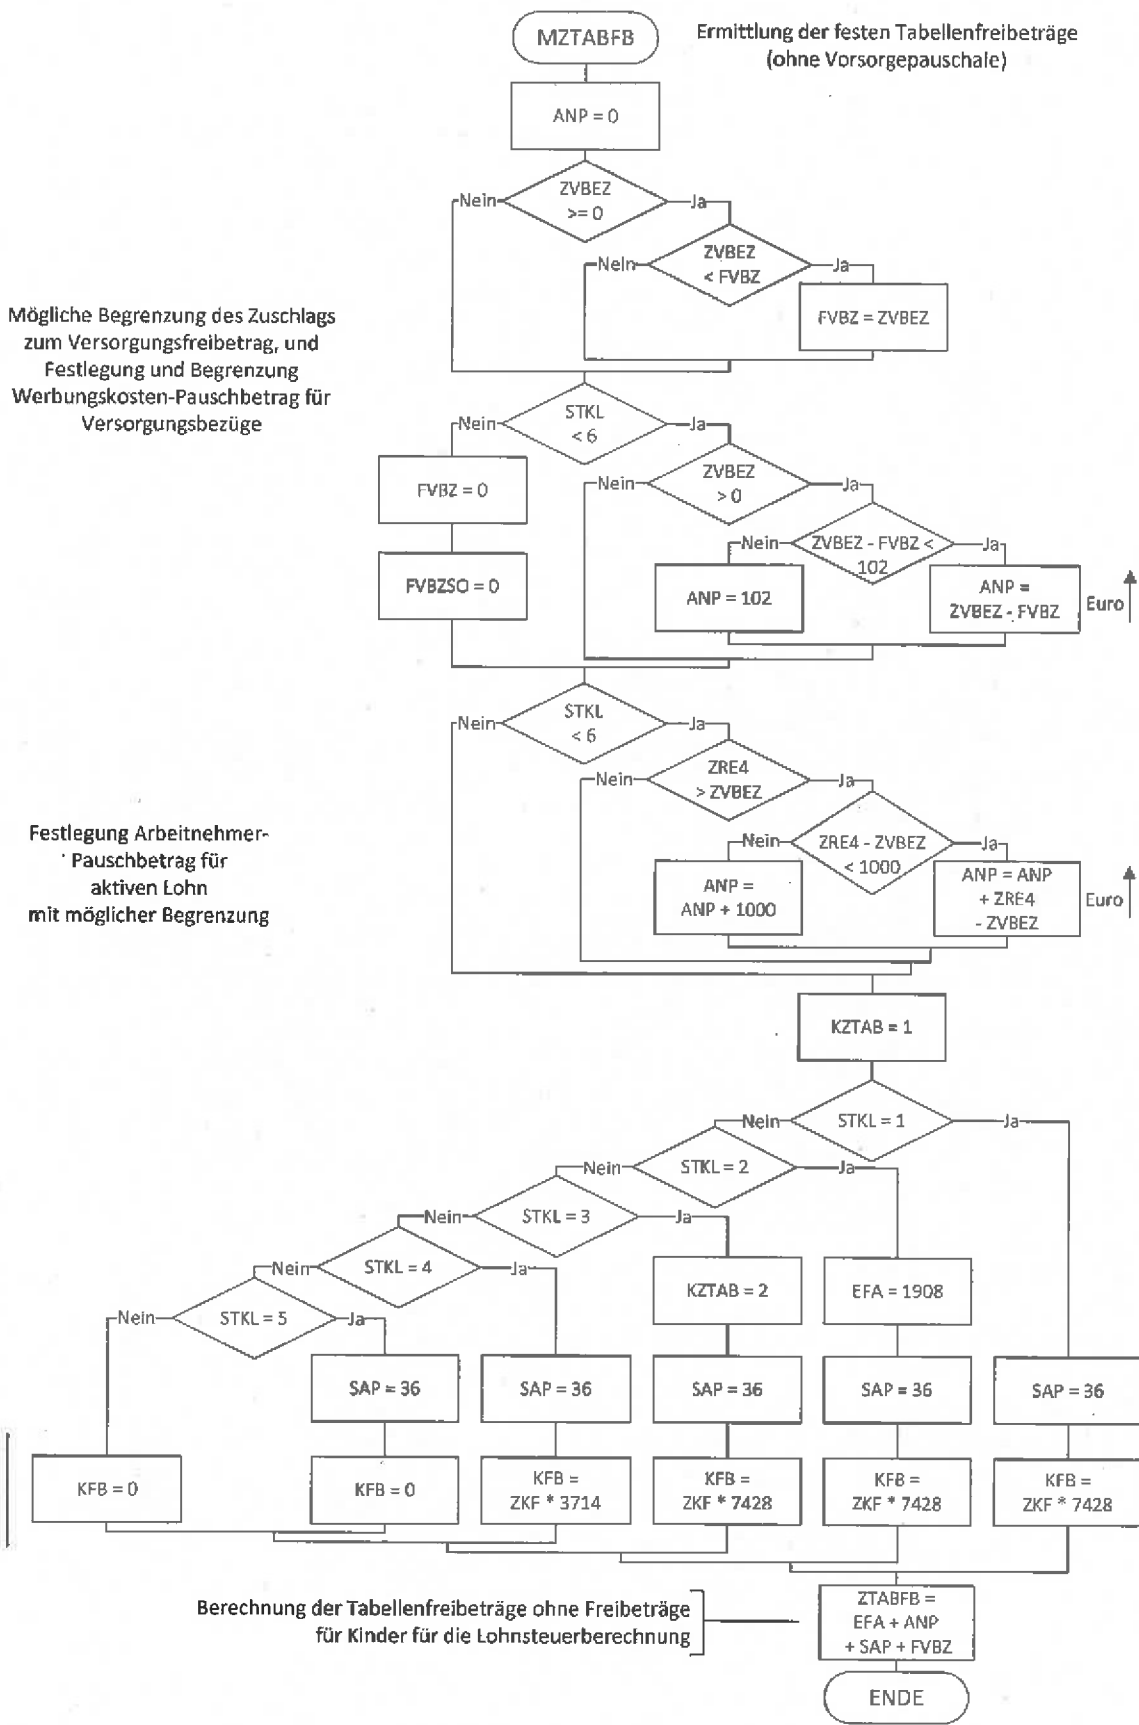 MZTABFB
Ermittlung der festen Tabellenfreibeträge
(ohne Vorsorgepauschale)
ANP = 0
ZVBEZ
>= 0
Nein
Ja
ZVBEZ
< FVBZ
Nein
Ja
FVBZ = ZVBEZ
Mögliche Begrenzung des Zuschlags
zum Versorgungsfreibetrag, und
Festlegung und Begrenzung
Werbungskosten-Pauschbetrag für
Versorgungsbezüge
STKL
< 6
Nein
Ja
FVBZ = 0
FVBZSO = 0
ZVBEZ
> 0
Nein
Ja
ZVBEZ - FVBZ <
102
Nein
Ja
ANP = 102
ANP =
ZVBEZ - FVBZ
Euro
STKL
< 6
Nein
Ja
ZRE4
> ZVBEZ
Nein
Ja
Festlegung Arbeitnehmer-
Pauschbetrag für
aktiven Lohn
mit möglicher Begrenzung
ZRE4 - ZVBEZ
< 1000
Nein
Ja
ANP =
ANP + 1000
ANP = ANP
+ ZRE4
- ZVBEZ
Euro
KZTAB = 1
STKL = 1
Nein
Ja
STKL = 2
Nein
Ja
STKL = 3
Nein
Ja
STKL = 4
Nein
Ja
STKL = 5
Nein
Ja
KZTAB = 2
EFA = 1908
SAP = 36
SAP = 36
SAP = 36
SAP = 36
SAP = 36
KFB = 0
KFB = 0
KFB =
ZKF * 3714
KFB =
ZKF * 7428
KFB =
ZKF * 7428
KFB =
ZKF * 7428
Berechnung der Tabellenfreibeträge ohne Freibeträge
für Kinder für die Lohnsteuerberechnung
ZTABFB =
EFA + ANP
+ SAP + FVBZ
ENDE